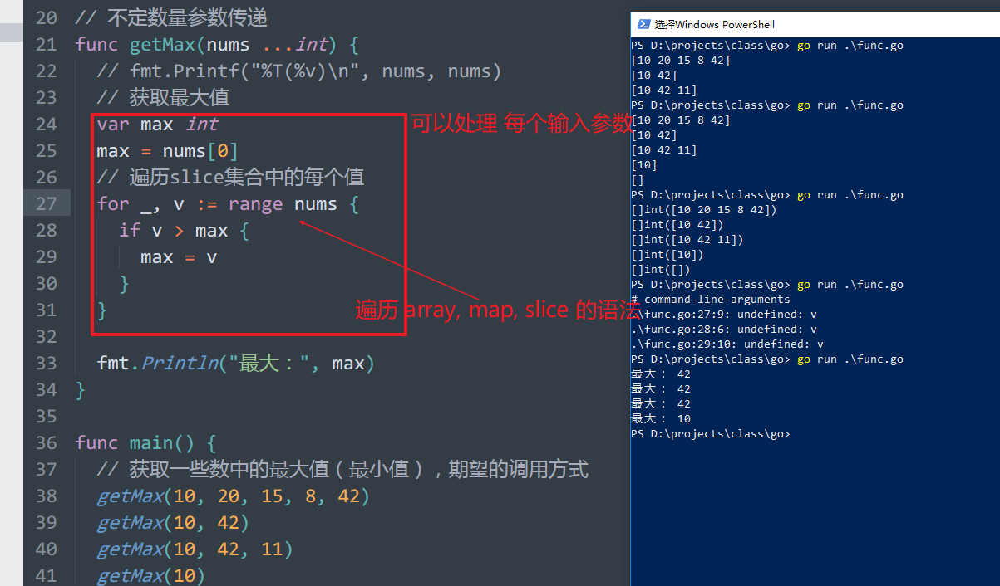 20 // 不定数量参数传递
21 func getMax(nums ...int) {
22 // fmt.Printf("%T(%v)\n", nums, nums)
23 // 获取最大值
24 var max int
可以处理 每个输入参数
25 max = nums[0]
26 // 遍历slice集合中的每个值
27 for _, v := range nums {
28 if v > max {
29 max = v
30 }
31 }
遍历 array, map, slice 的语法
32
33 fmt.Println("最大：", max)
34 }
35
36 func main() {
37 // 获取一些数中的最大值（最小值），期望的调用方式
38 getMax(10, 20, 15, 8, 42)
39 getMax(10, 42)
40 getMax(10, 42, 11)
41 getMax(10)
选择Windows PowerShell
PS D:\projects\class\go> go run .\func.go
[10 20 15 8 42]
[10 42]
[10 42 11]
PS D:\projects\class\go> go run .\func.go
[10 20 15 8 42]
[10 42]
[10 42 11]
[10]
[]
PS D:\projects\class\go> go run .\func.go
[]int([10 20 15 8 42])
[]int([10 42])
[]int([10 42 11])
[]int([10])
[]int([])
PS D:\projects\class\go> go run .\func.go
# command-line-arguments
.\func.go:27:9: undefined: v
.\func.go:28:6: undefined: v
.\func.go:29:10: undefined: v
PS D:\projects\class\go> go run .\func.go
最大： 42
最大： 42
最大： 42
最大： 10
PS D:\projects\class\go>